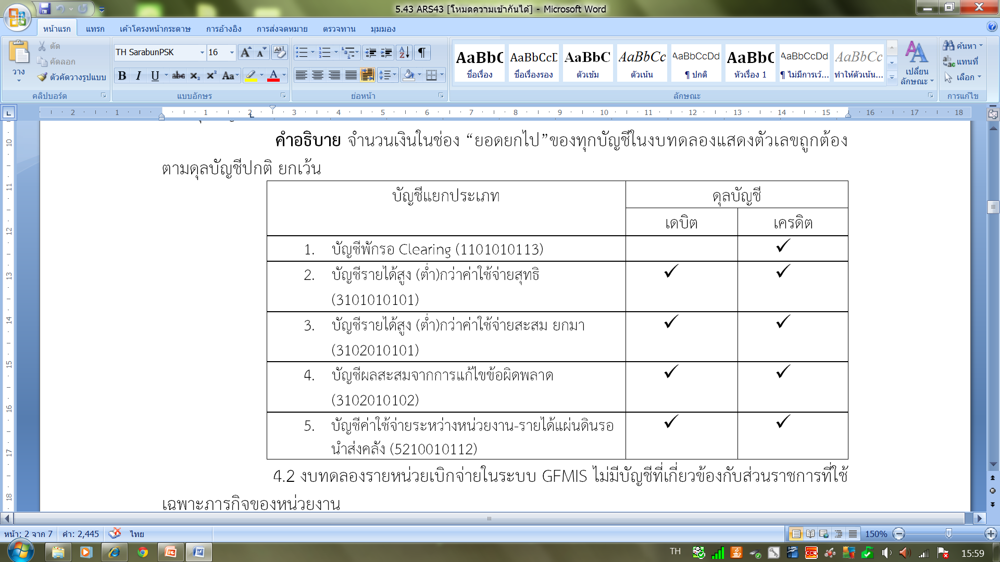 5.43 ARS43 [โหมดความเข้ากันได้] - Microsoft Word
หน้าแรก แทรก เค้าโครงหน้ากระดาษ การอ้างอิง การส่งจดหมาย ตรวจทาน มุมมอง
วาง
ตัด
คัดลอก
ตัวคัดวางรูปแบบ
คลิปบอร์ด
TH SarabunPSK 16
แบบอักษร
ย่อหน้า
AaBbC AaBbCcD AaBbC AaBbCc AaBbCcDd AaBbC AaBbCcDd AaBbCc
ชื่อเรื่อง ชื่อเรื่องรอง ตัวเข้ม ตัวเน้น ¶ ปกติ หัวเรื่อง 1 ¶ ไม่มีการเว้... ทำให้ตัวเน้น...
ลักษณะ
เปลี่ยนลักษณะ
ค้นหา
แทนที่
เลือก
การแก้ไข
2 1 1 2 3 4 5 6 7 8 9 10 11 12 13 14 15 16 17 18
10
11
12
13
14
15
16
17
18
คำอธิบาย จำนวนเงินในช่อง “ยอดยกไป”ของทุกบัญชีในงบทดลองแสดงตัวเลขถูกต้อง
ตามดุลบัญชีปกติ ยกเว้น
บัญชีแยกประเภท ดุลบัญชี
เดบิต เครดิต
1. บัญชีพักรอ Clearing (1101010113) ✓
2. บัญชีรายได้สูง (ต่ำ)กว่าค่าใช้จ่ายสุทธิ ✓ ✓
(3101010101)
3. บัญชีรายได้สูง (ต่ำ)กว่าค่าใช้จ่ายสะสม ยกมา ✓ ✓
(3102010101)
4. บัญชีผลสะสมจากการแก้ไขข้อผิดพลาด ✓ ✓
(3102010102)
5. บัญชีค่าใช้จ่ายระหว่างหน่วยงาน-รายได้แผ่นดินรอ ✓ ✓
นำส่งคลัง (5210010112)
4.2 งบทดลองรายหน่วยเบิกจ่ายในระบบ GFMIS ไม่มีบัญชีที่เกี่ยวข้องกับส่วนราชการที่ใช้
เฉพาะภารกิจของหน่วยงาน
หน้า: 2 จาก 7 คำ: 2,445 ไทย 150%
TH 15:59